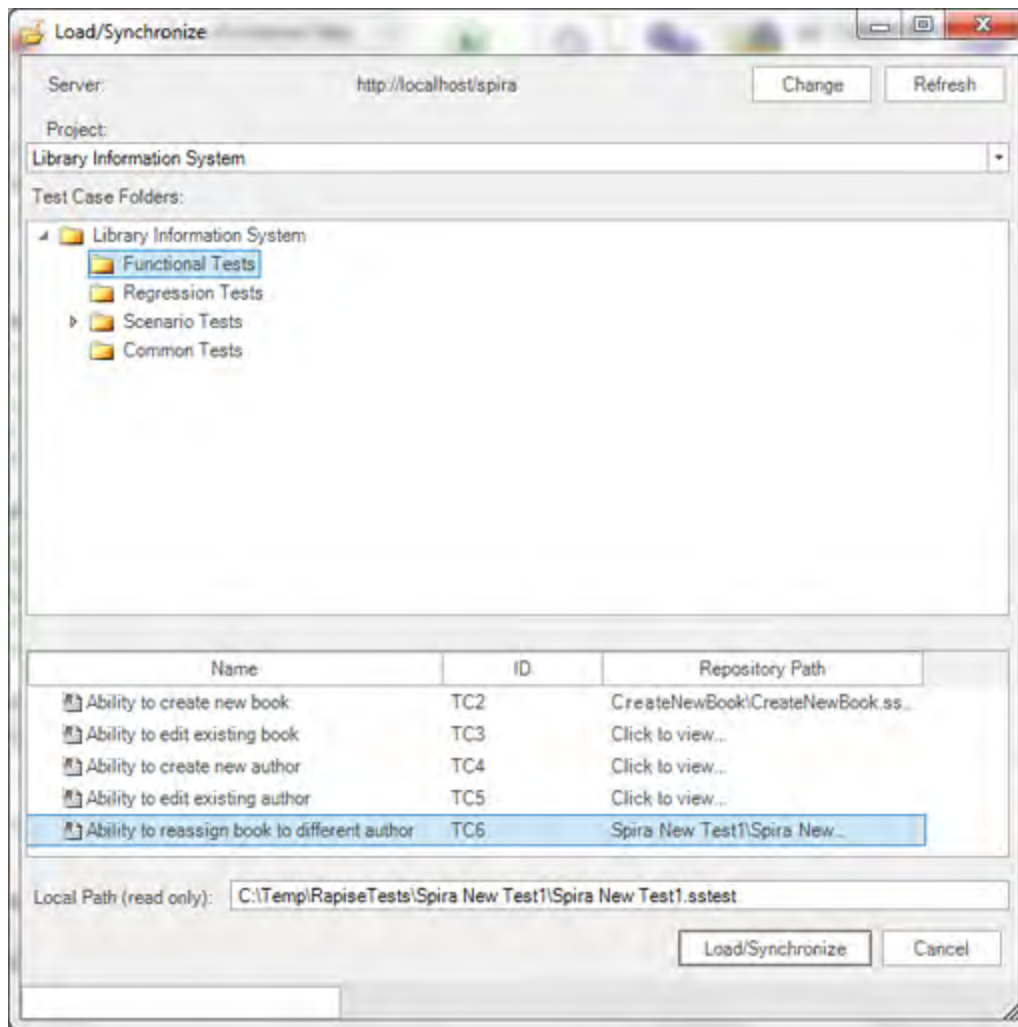 Load/Synchronize
Server: http://localhost/spira Change Refresh
Project:
Library Information System
Test Case Folders:
Library Information System
Functional Tests
Regression Tests
Scenario Tests
Common Tests
Name ID Repository Path
Ability to create new book TC2 CreateNewBook\CreateNewBook.ss...
Ability to edit existing book TC3 Click to view...
Ability to create new author TC4 Click to view...
Ability to edit existing author TC5 Click to view...
Ability to reassign book to different author TC6 Spira New Test1\Spira New...
Local Path (read only): C:\Temp\RapiseTests\Spira New Test1\Spira New Test1.sstest
Load/Synchronize Cancel